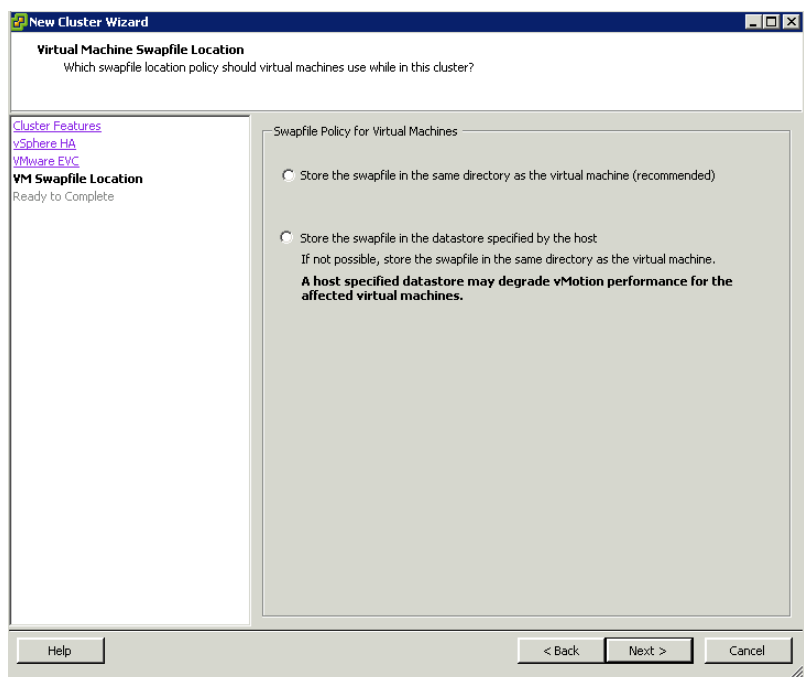 New Cluster Wizard
Virtual Machine Swapfile Location
Which swapfile location policy should virtual machines use while in this cluster?
Cluster Features
vSphere HA
VMware EVC
VM Swapfile Location
Ready to Complete
Swapfile Policy for Virtual Machines
Store the swapfile in the same directory as the virtual machine (recommended)
Store the swapfile in the datastore specified by the host
If not possible, store the swapfile in the same directory as the virtual machine.
A host specified datastore may degrade vMotion performance for the
affected virtual machines.
Help
< Back
Next >
Cancel